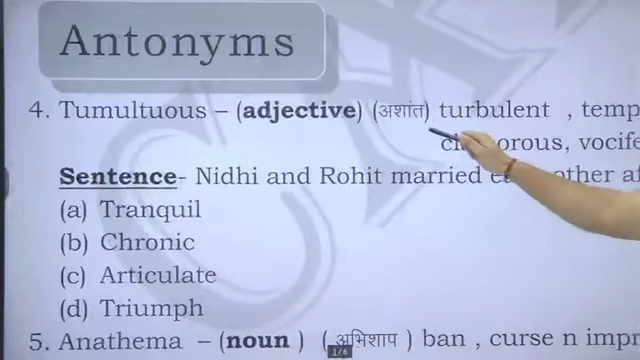 Antonyms
4. Tumultuous – (adjective) (अशांत) turbulent , temp
orous, vocife
Sentence- Nidhi and Rohit married other af
(a) Tranquil
(b) Chronic
(c) Articulate
(d) Triumph
5. Anathema – (noun ) ( अभिशाप ) ban , curse n impr
1/6